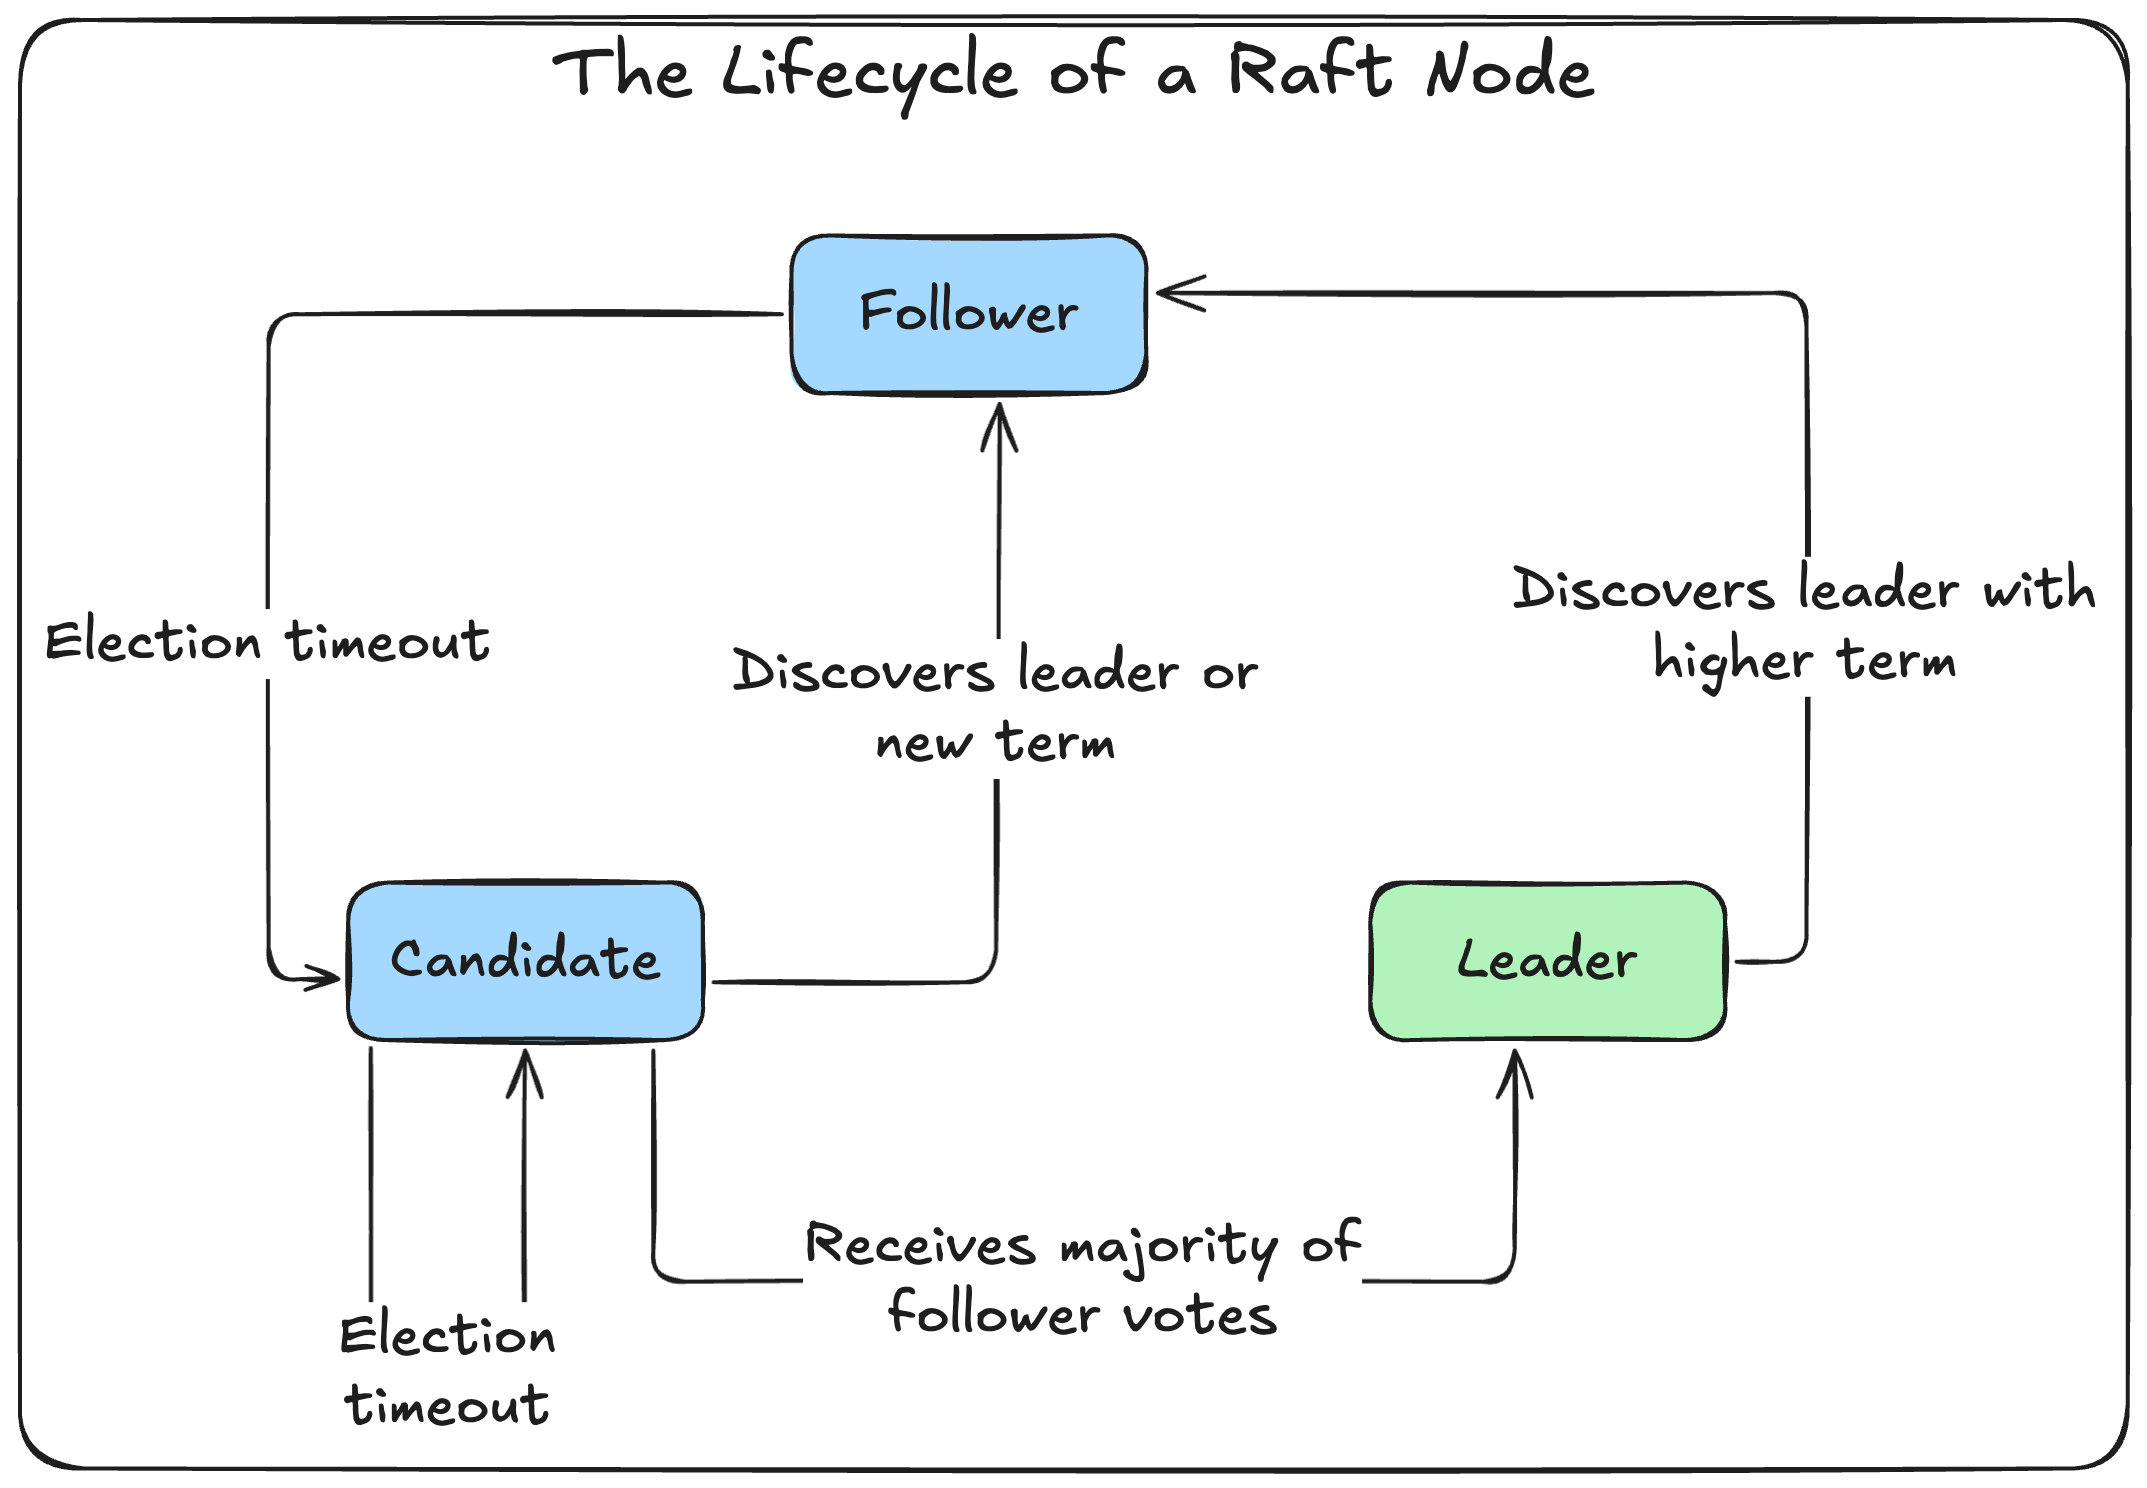 The Lifecycle of a Raft Node
Follower
Election timeout
Discovers leader or
new term
Discovers leader with
higher term
Candidate
Leader
Receives majority of
follower votes
Election
timeout